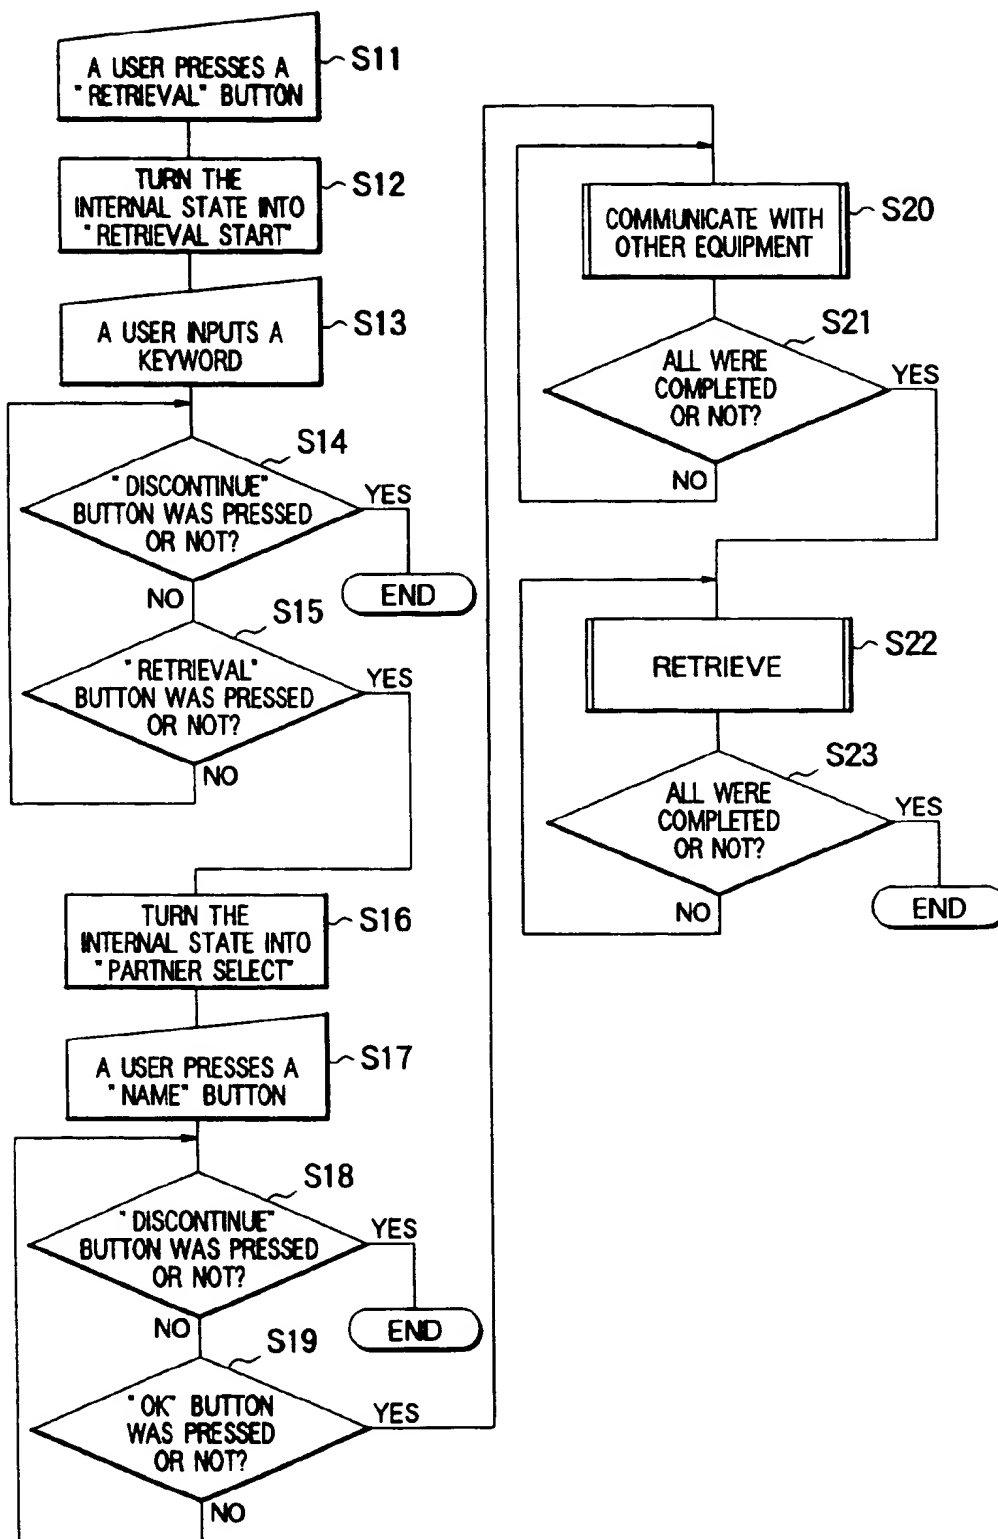 A USER PRESSES A
"RETRIEVAL" BUTTON
S11
TURN THE
INTERNAL STATE INTO
"RETRIEVAL START"
S12
A USER INPUTS A
KEYWORD
S13
S14
"DISCONTINUE"
BUTTON WAS PRESSED
OR NOT?
YES
END
NO
S15
"RETRIEVAL"
BUTTON WAS PRESSED
OR NOT?
YES
NO
TURN THE
INTERNAL STATE INTO
"PARTNER SELECT"
S16
A USER PRESSES A
"NAME" BUTTON
S17
S18
"DISCONTINUE"
BUTTON WAS PRESSED
OR NOT?
YES
END
NO
S19
"OK" BUTTON
WAS PRESSED
OR NOT?
YES
NO
COMMUNICATE WITH
OTHER EQUIPMENT
S20
S21
ALL WERE
COMPLETED
OR NOT?
YES
NO
RETRIEVE
S22
S23
ALL WERE
COMPLETED
OR NOT?
YES
NO
END